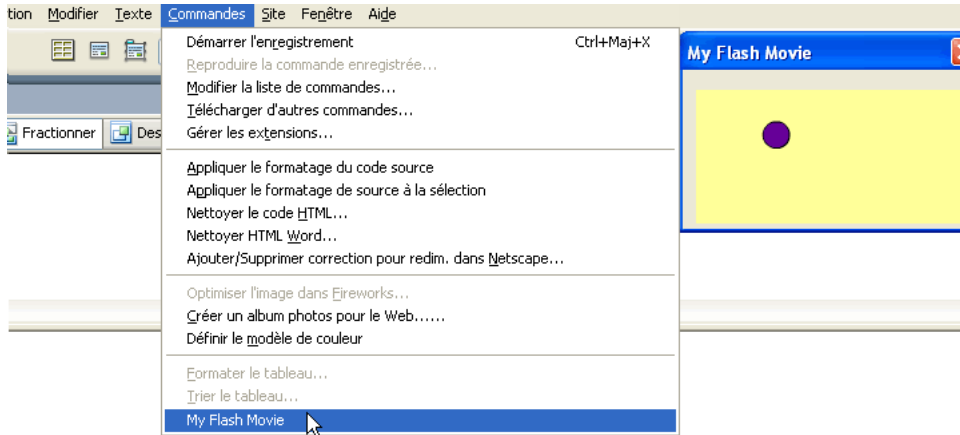 tion Modifier Texte Commandes Site Fenêtre Aide
Démarrer l'enregistrement Ctrl+Maj+X
Reproduire la commande enregistrée...
Modifier la liste de commandes...
Télécharger d'autres commandes...
Gérer les extensions...
Fractionner Des
Appliquer le formatage du code source
Appliquer le formatage de source à la sélection
Nettoyer le code HTML...
Nettoyer HTML Word...
Ajouter/Supprimer correction pour redim. dans Netscape...
Optimiser l'image dans Fireworks...
Créer un album photos pour le Web......
Définir le modèle de couleur
Formater le tableau...
Trier le tableau...
My Flash Movie
My Flash Movie